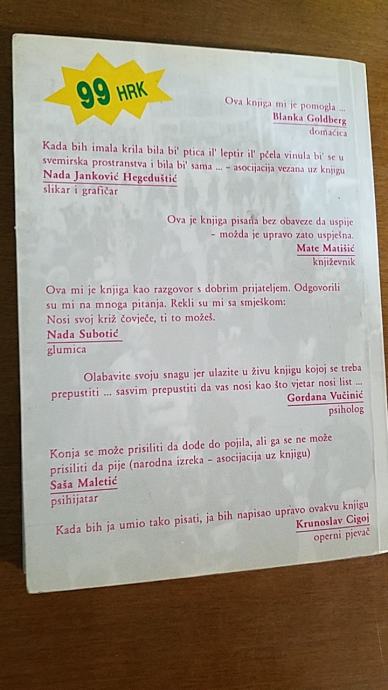 99 HRK
Ova knjiga mi je pomogla ...
Blanka Goldberg
domaćica
Kada bih imala krila bila bi' ptica il' leptir il' pčela vinula bi' se u
svemirska prostranstva i bila bi' sama ... – asocijacija vezana uz knjigu
Nada Janković Hegeduštić
slikar i grafičar
Ova je knjiga pisana bez obaveze da uspije
- možda je upravo zato uspješna.
Mate Matišić
književnik
Ova mi je knjiga kao razgovor s dobrim prijateljem. Odgovorili
su mi na mnoga pitanja. Rekli su mi sa smješkom:
Nosi svoj križ čovječe, ti to možeš.
Nada Subotić
glumica
Olabavite svoju snagu jer ulazite u živu knjigu kojoj se treba
prepustiti ... sasvim prepustiti da vas nosi kao što vjetar nosi list ...
Gordana Vučinić
psiholog
Konja se može prisiliti da dođe do pojila, ali ga se ne može
prisiliti da pije (narodna izreka – asocijacija uz knjigu)
Saša Maletić
psihijatar
Kada bih ja umio tako pisati, ja bih napisao upravo ovakvu knjigu
Krunoslav Cigoj
operni pjevač